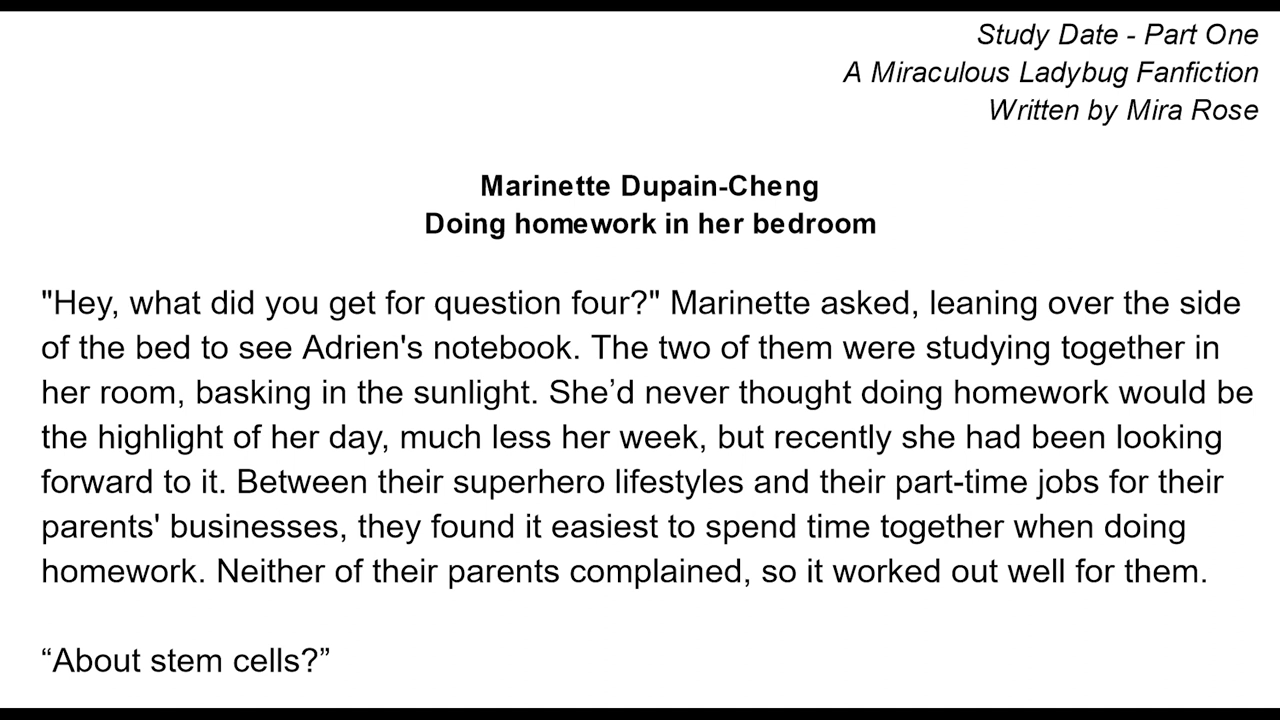 Study Date - Part One
A Miraculous Ladybug Fanfiction
Written by Mira Rose
Marinette Dupain-Cheng
Doing homework in her bedroom
"Hey, what did you get for question four?" Marinette asked, leaning over the side
of the bed to see Adrien's notebook. The two of them were studying together in
her room, basking in the sunlight. She’d never thought doing homework would be
the highlight of her day, much less her week, but recently she had been looking
forward to it. Between their superhero lifestyles and their part-time jobs for their
parents' businesses, they found it easiest to spend time together when doing
homework. Neither of their parents complained, so it worked out well for them.
“About stem cells?”